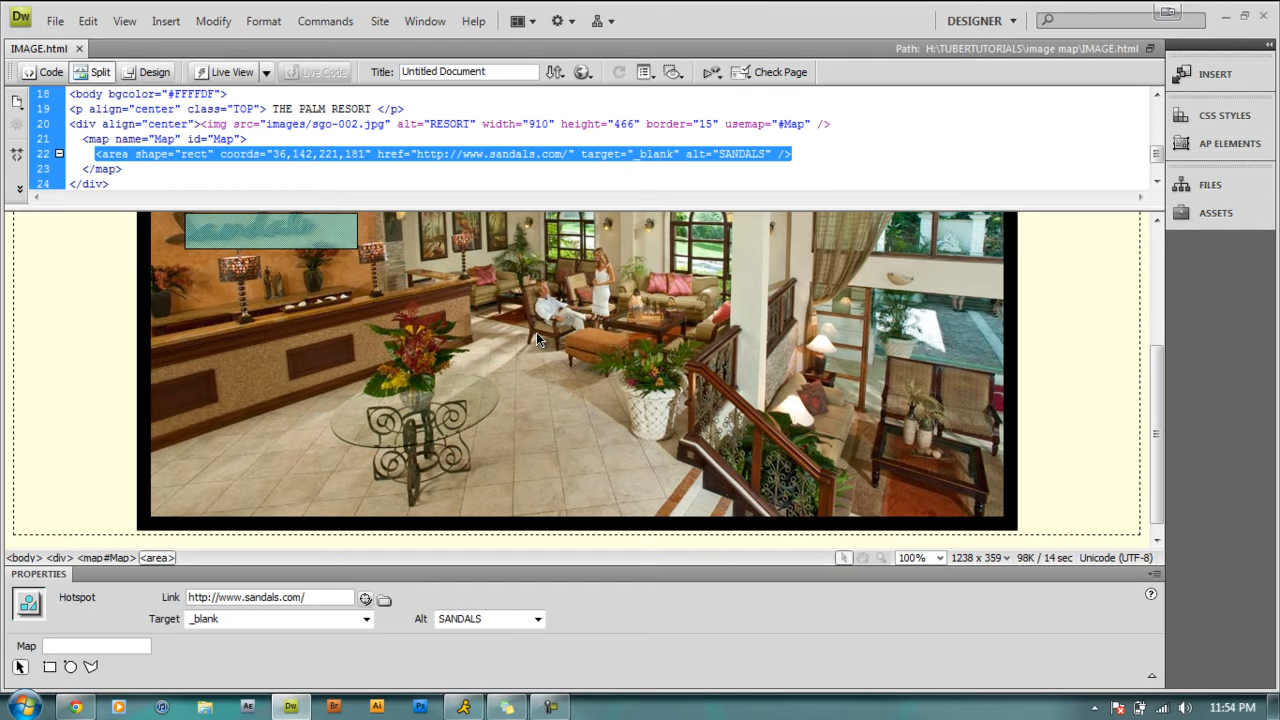 Dw File Edit View Insert Modify Format Commands Site Window Help DESIGNER
IMAGE.html Path: H:\TUBERTUTORIALS\image map\IMAGE.html
Code Split Design Live View Live Code Title: Untitled Document Check Page
18 <body bgcolor="#FFFFDF">
19 <p align="center" class="TOP"> THE PALM RESORT </p>
20 <div align="center"><img src="images/sgo-002.jpg" alt="RESORT" width="910" height="466" border="15" usemap="#Map" />
21 <map name="Map" id="Map">
22 <area shape="rect" coords="36,142,221,181" href="http://www.sandals.com/" target="_blank" alt="SANDALS" />
23 </map>
24 </div>
INSERT
CSS STYLES
AP ELEMENTS
FILES
ASSETS
sandals
<body> <div> <map#Map> <area> 100% 1238 x 359 98K / 14 sec Unicode (UTF-8)
PROPERTIES
Hotspot Link http://www.sandals.com/
Target _blank Alt SANDALS
Map
Ae Dw Br Ai Ps 11:54 PM